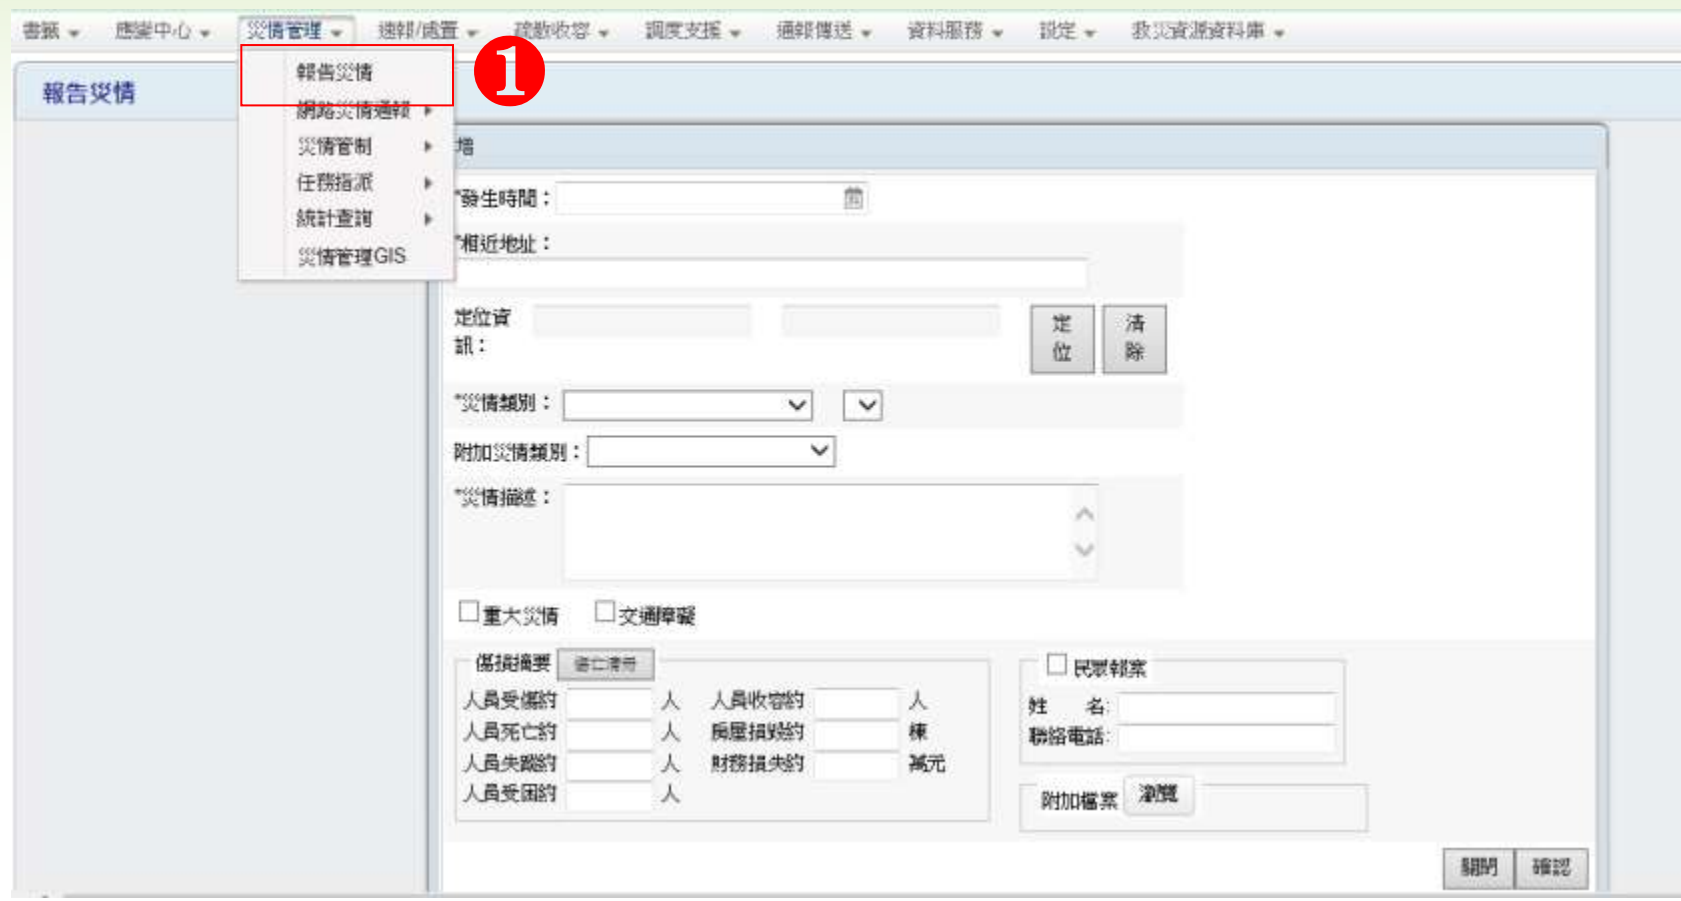 書籤 應變中心 災情管理 速報/處置 疏散收容 調度支援 通報傳送 資料服務 設定 救災資源資料庫
報告災情
1
報告災情
網路災情通報
災情管制
任務指派
統計查詢
災情管理GIS
增
*發生時間：
*相近地址：
定位資訊：
定位 清除
*災情類別：
附加災情類別：
*災情描述：
重大災情 交通障礙
傷損摘要 傷亡清冊
民眾報案
人員受傷約 人 人員收容約 人
姓 名:
人員死亡約 人 房屋損毀約 棟
聯絡電話:
人員失蹤約 人 財務損失約 萬元
人員受困約 人
附加檔案 瀏覽
關閉 確認